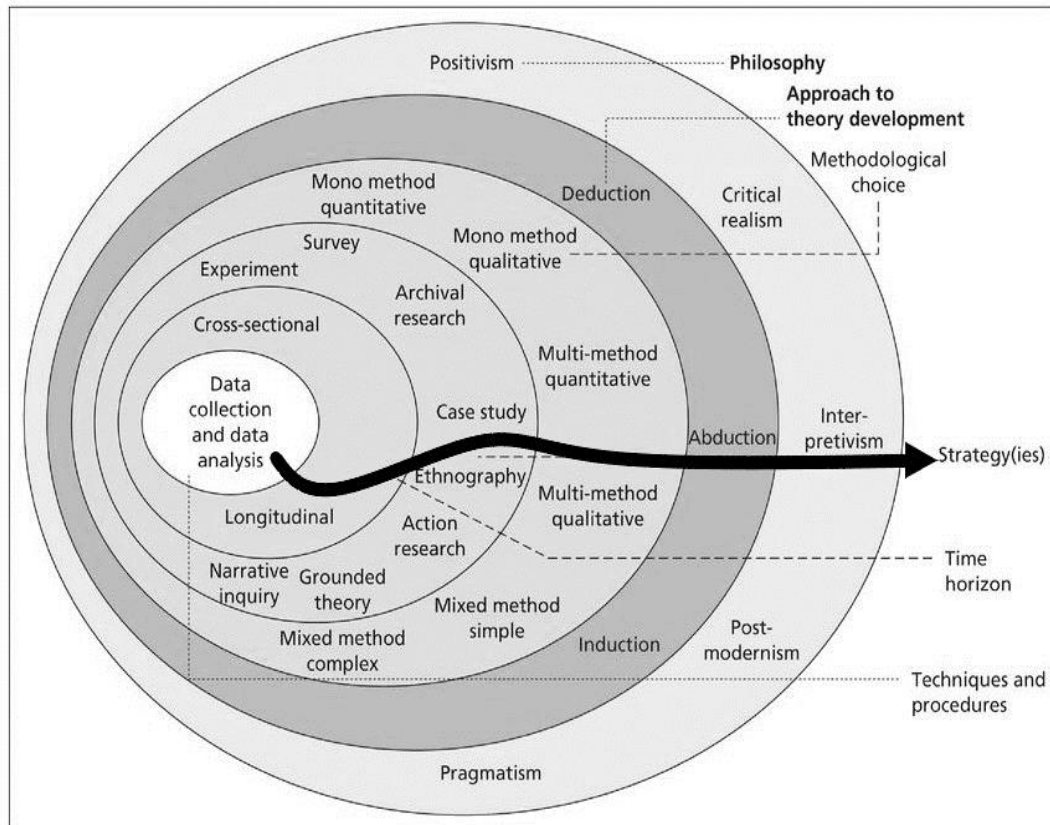 Positivism
Philosophy
Approach to
theory development
Methodological
choice
Mono method
quantitative
Deduction
Critical
realism
Survey
Mono method
qualitative
Experiment
Archival
research
Cross-sectional
Multi-method
quantitative
Data
collection
and data
analysis
Case study
Abduction
Inter-
pretivism
Strategy(ies)
Ethnography
Multi-method
qualitative
Longitudinal
Action
research
Time
horizon
Narrative
inquiry
Grounded
theory
Mixed method
simple
Mixed method
complex
Induction
Post-
modernism
Techniques and
procedures
Pragmatism